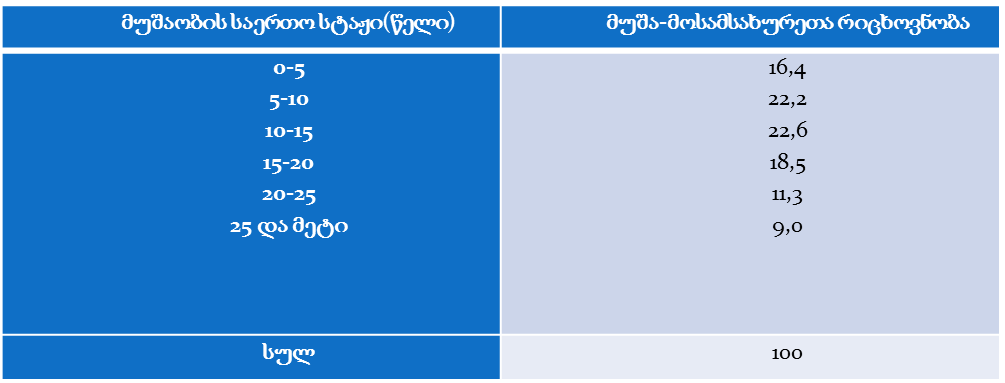 მუშაობის საერთო სტაჟი(წელი) მუშა-მოსამსახურეთა რიცხოვნობა
0-5 16,4
5-10 22,2
10-15 22,6
15-20 18,5
20-25 11,3
25 და მეტი 9,0
სულ 100